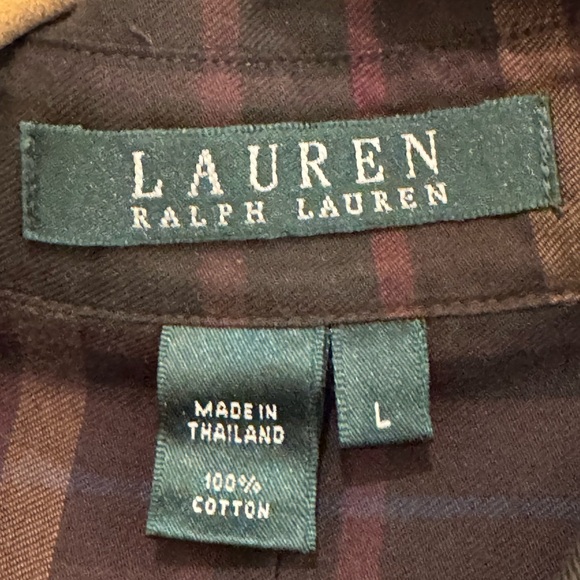 LAUREN
RALPH LAUREN
MADE IN
THAILAND
100%
COTTON
L